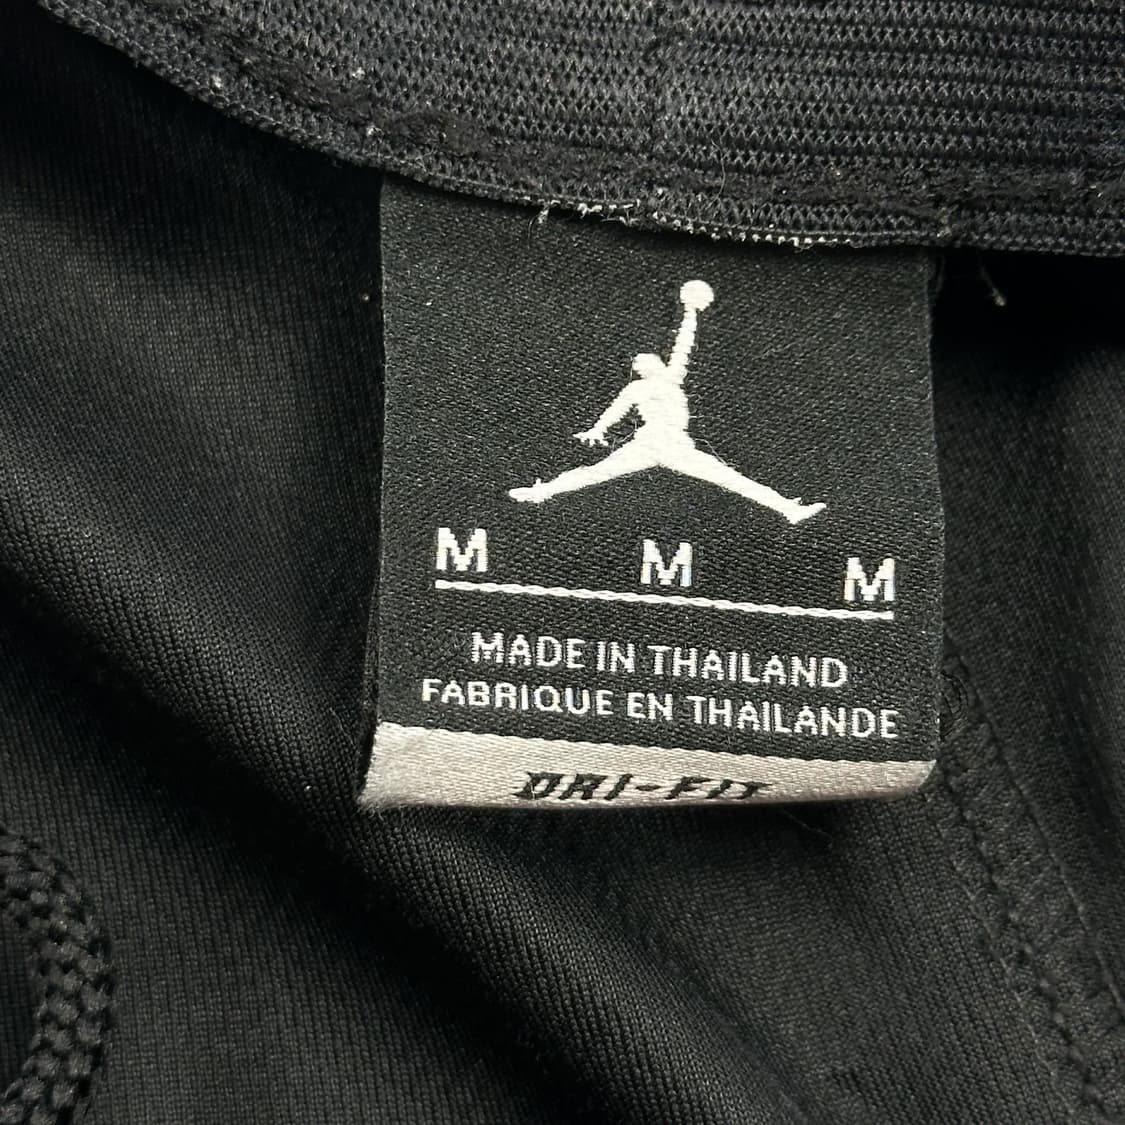 M M M
MADE IN THAILAND
FABRIQUE EN THAILANDE
DRI-FIT